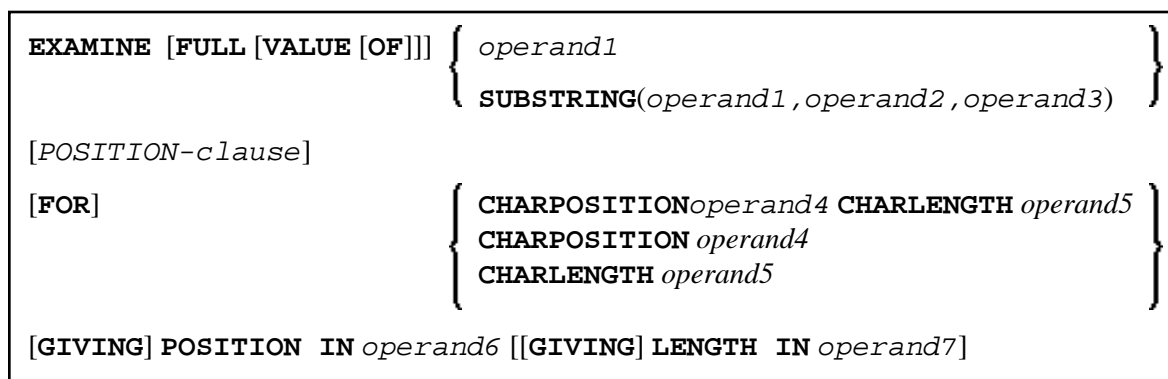 EXAMINE [FULL [VALUE [OF]]] { operand1
SUBSTRING(operand1,operand2,operand3) }
[POSITION-clause]
[FOR] { CHARPOSITIONoperand4 CHARLENGTH operand5
CHARPOSITION operand4
CHARLENGTH operand5 }
[GIVING] POSITION IN operand6 [[GIVING] LENGTH IN operand7]